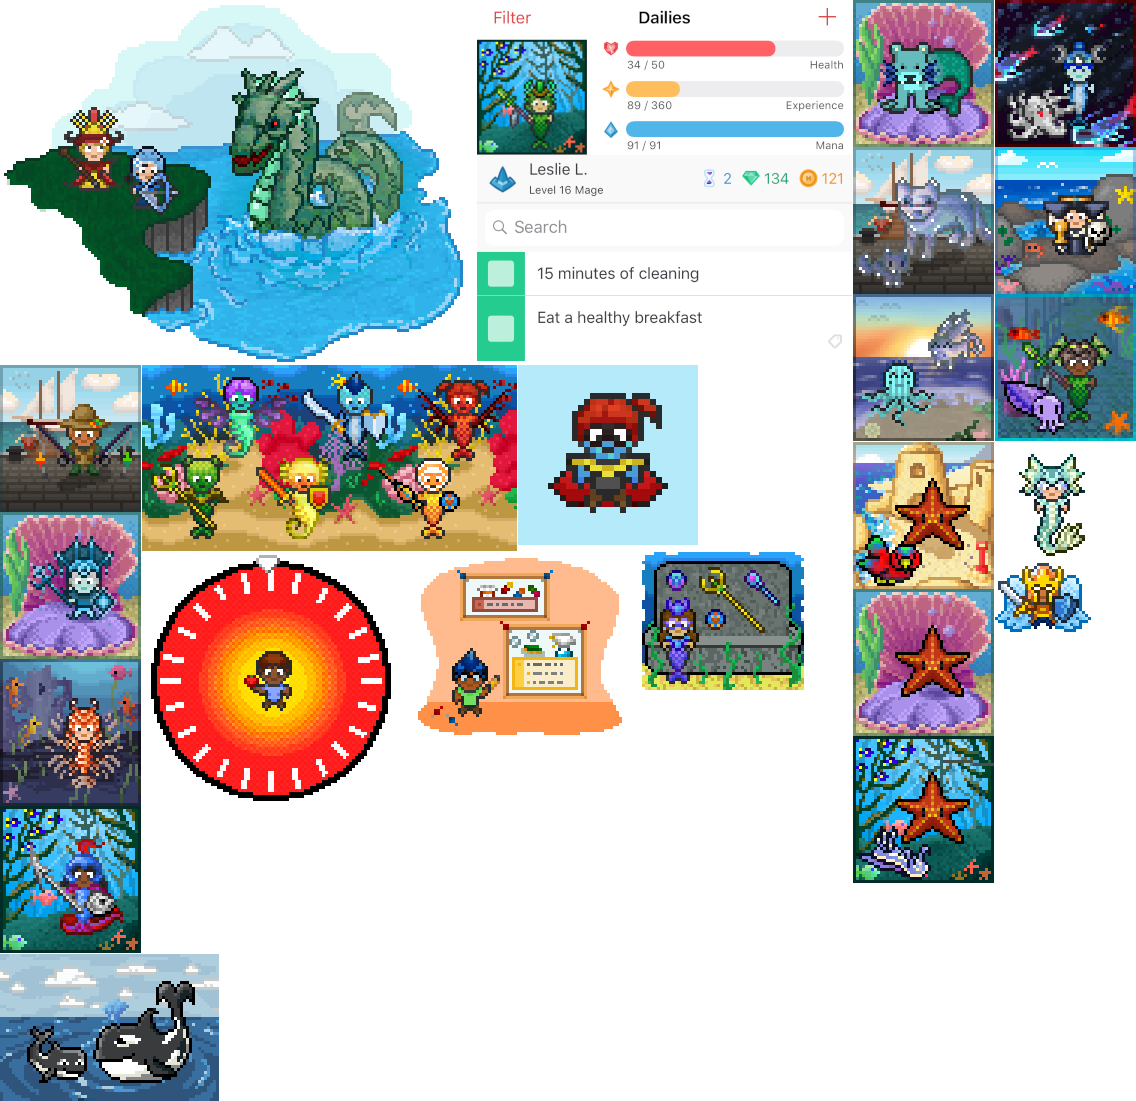 Filter
Dailies
34 / 50
Health
89 / 360
Experience
91 / 91
Mana
Leslie L.
Level 16 Mage
2
134
121
Search
15 minutes of cleaning
Eat a healthy breakfast